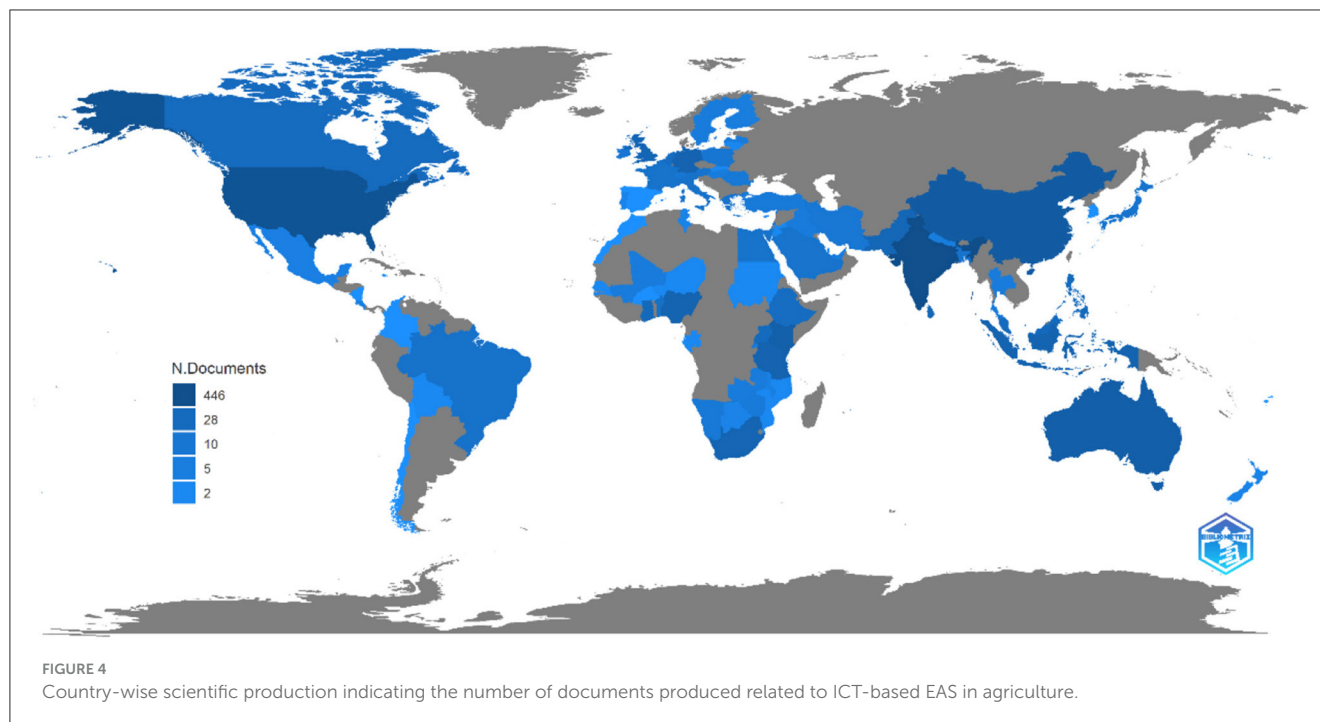 N.Documents
446
28
10
5
2
BIBLIOMETRIX
FIGURE 4
Country-wise scientific production indicating the number of documents produced related to ICT-based EAS in agriculture.